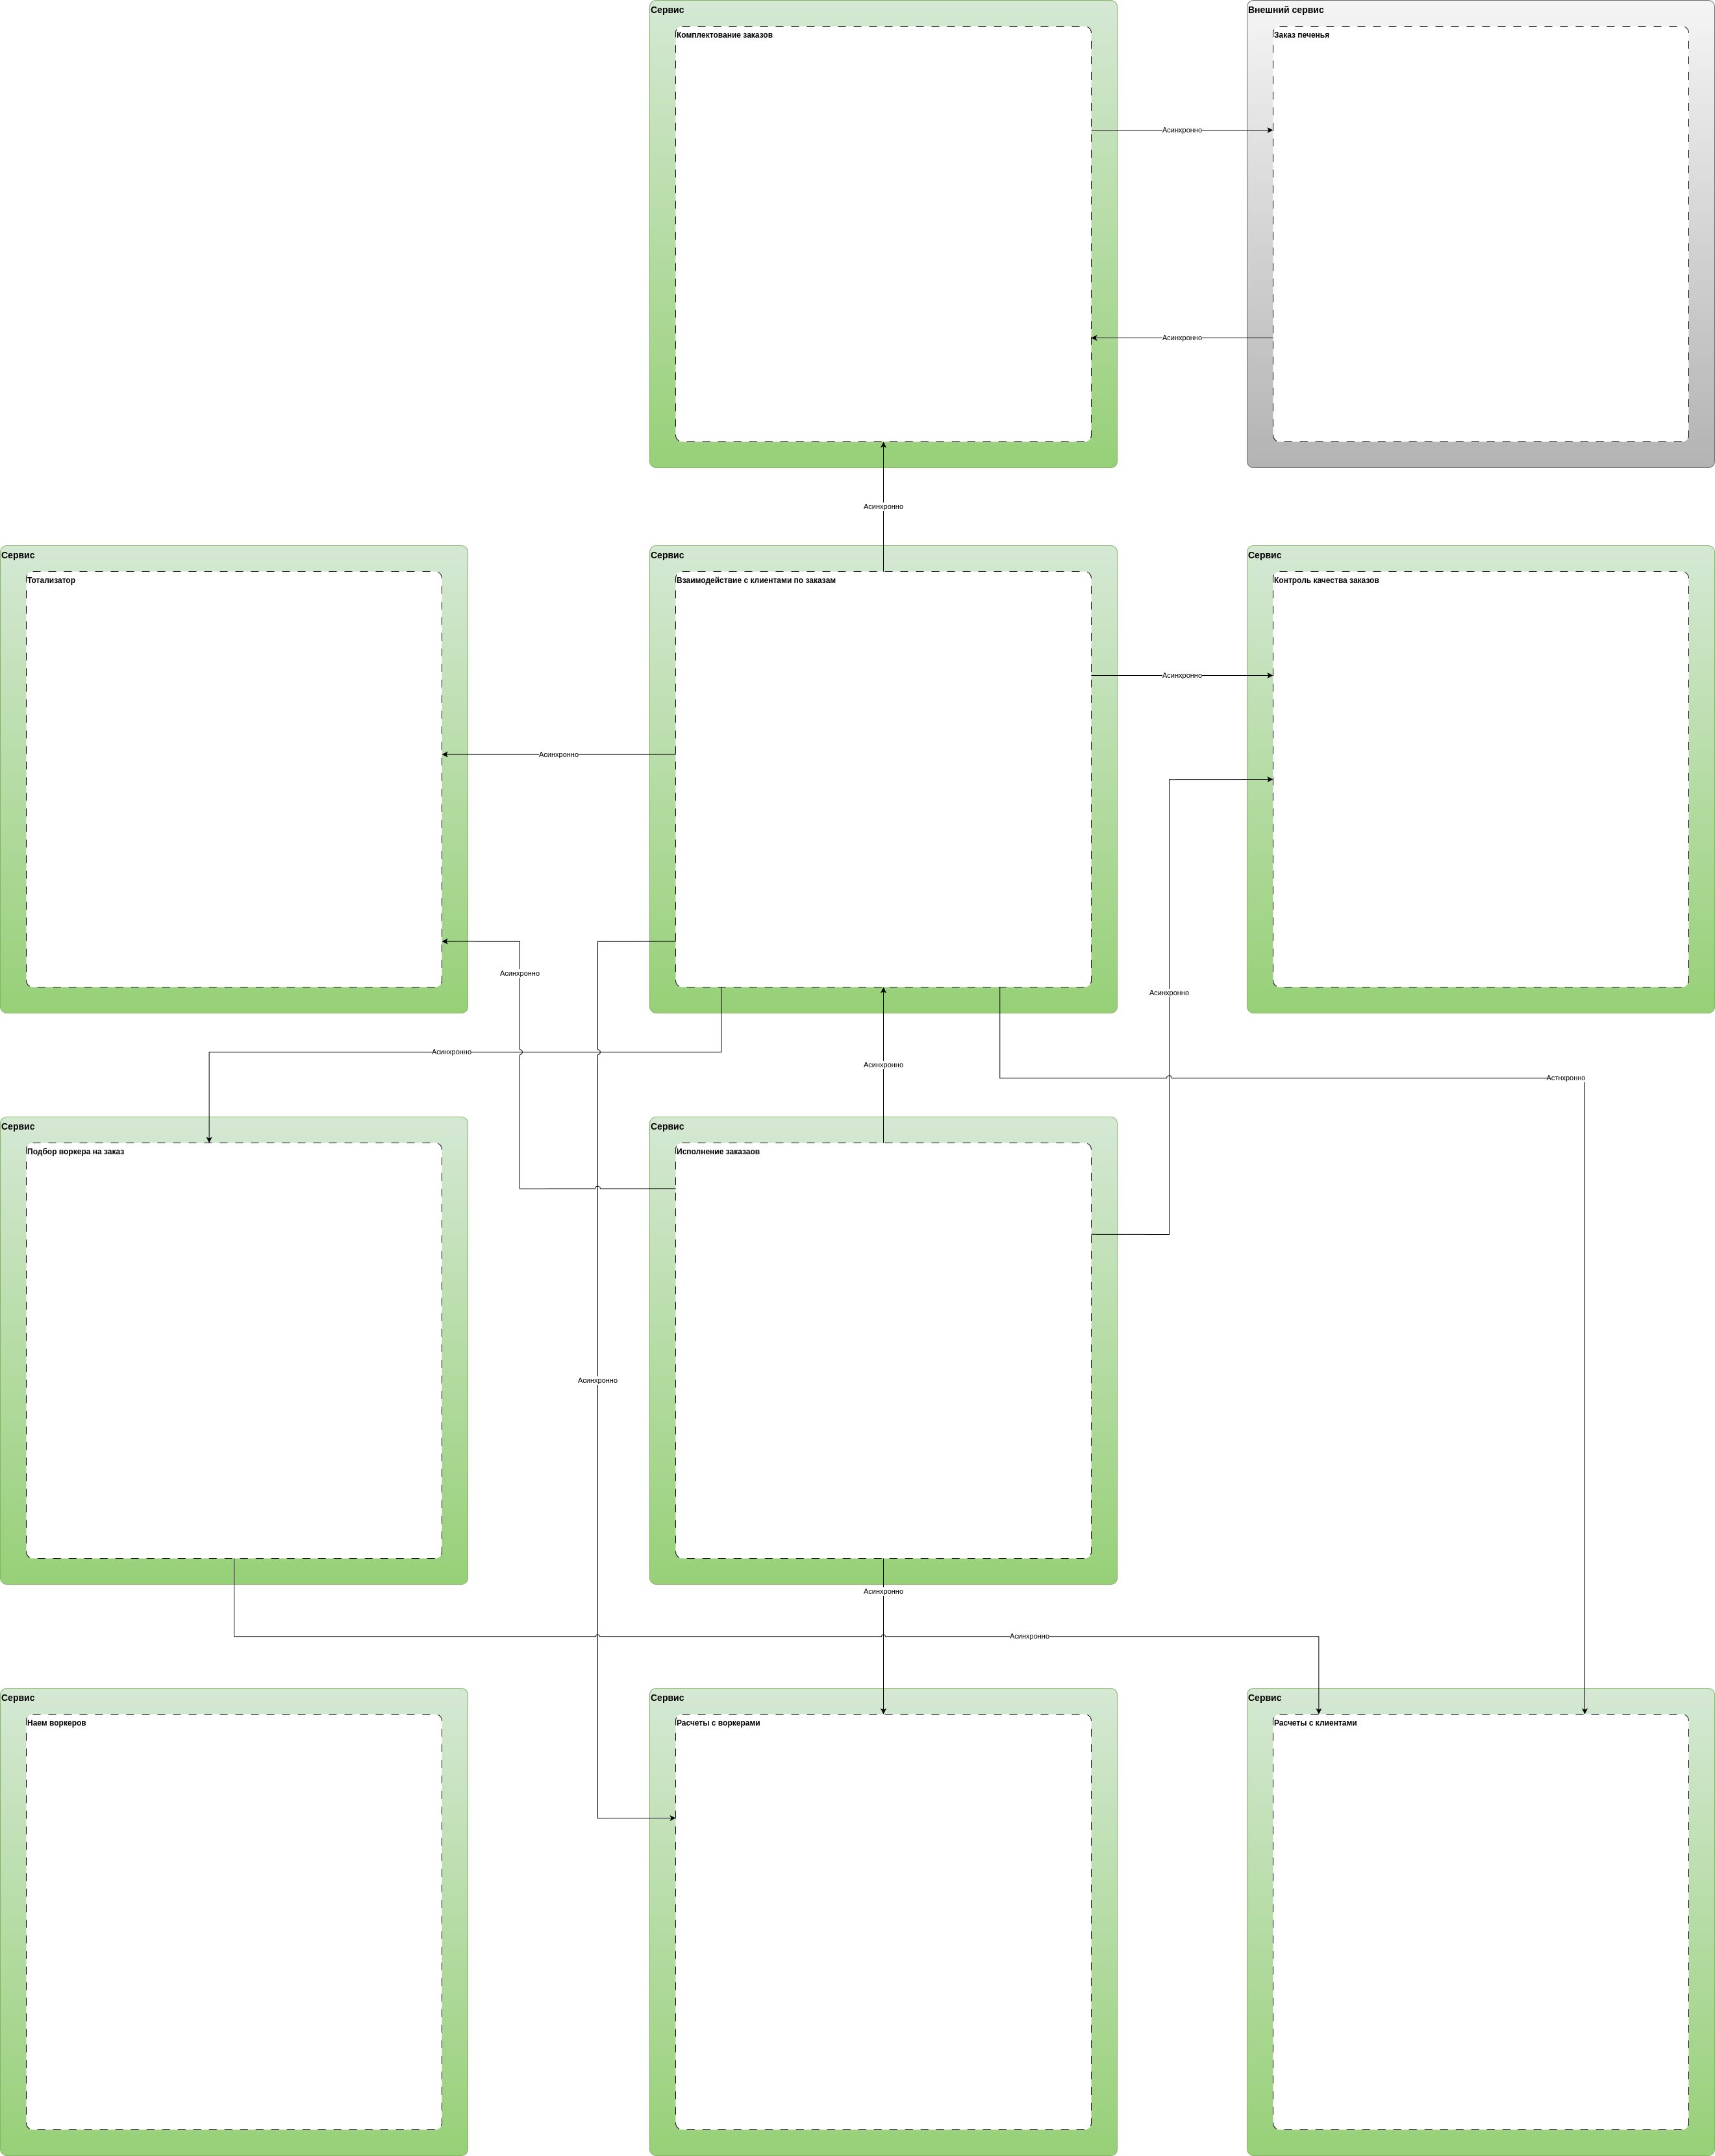 Сервис
Комплектование заказов
Внешний сервис
Заказ печенья
Асинхронно
Асинхронно
Асинхронно
Сервис
Тотализатор
Сервис
Взаимодействие с клиентами по заказам
Сервис
Контроль качества заказов
Асинхронно
Асинхронно
Асинхронно
Асинхронно
Асинхронно
Асинхронно
Астнхронно
Сервис
Подбор воркера на заказ
Сервис
Исполнение заказаов
Асинхронно
Асинхронно
Асинхронно
Сервис
Наем воркеров
Сервис
Расчеты с воркерами
Сервис
Расчеты с клиентами